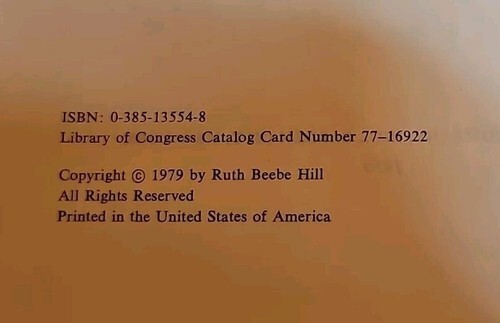 ISBN: 0-385-13554-8
Library of Congress Catalog Card Number 77–16922
Copyright © 1979 by Ruth Beebe Hill
All Rights Reserved
Printed in the United States of America